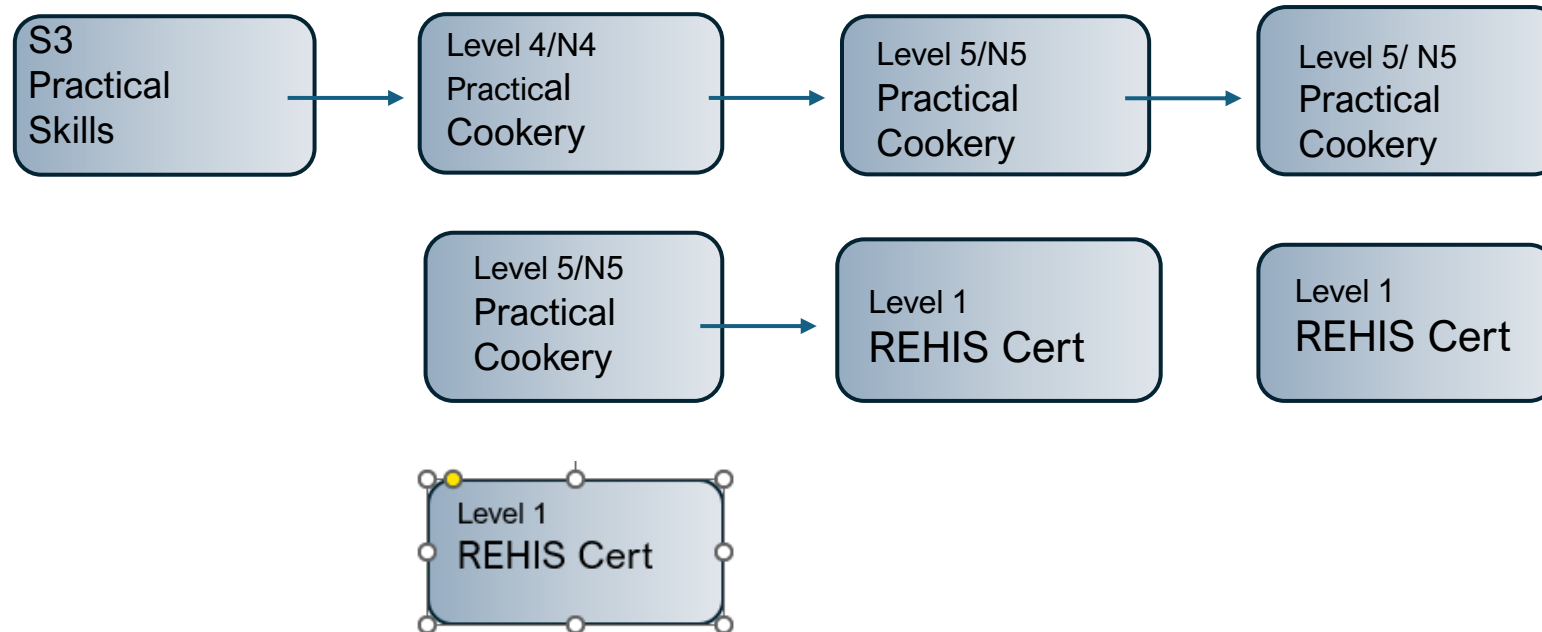 S3
Practical
Skills
Level 4/N4
Practical
Cookery
Level 5/N5
Practical
Cookery
Level 5/ N5
Practical
Cookery
Level 5/N5
Practical
Cookery
Level 1
REHIS Cert
Level 1
REHIS Cert
Level 1
REHIS Cert